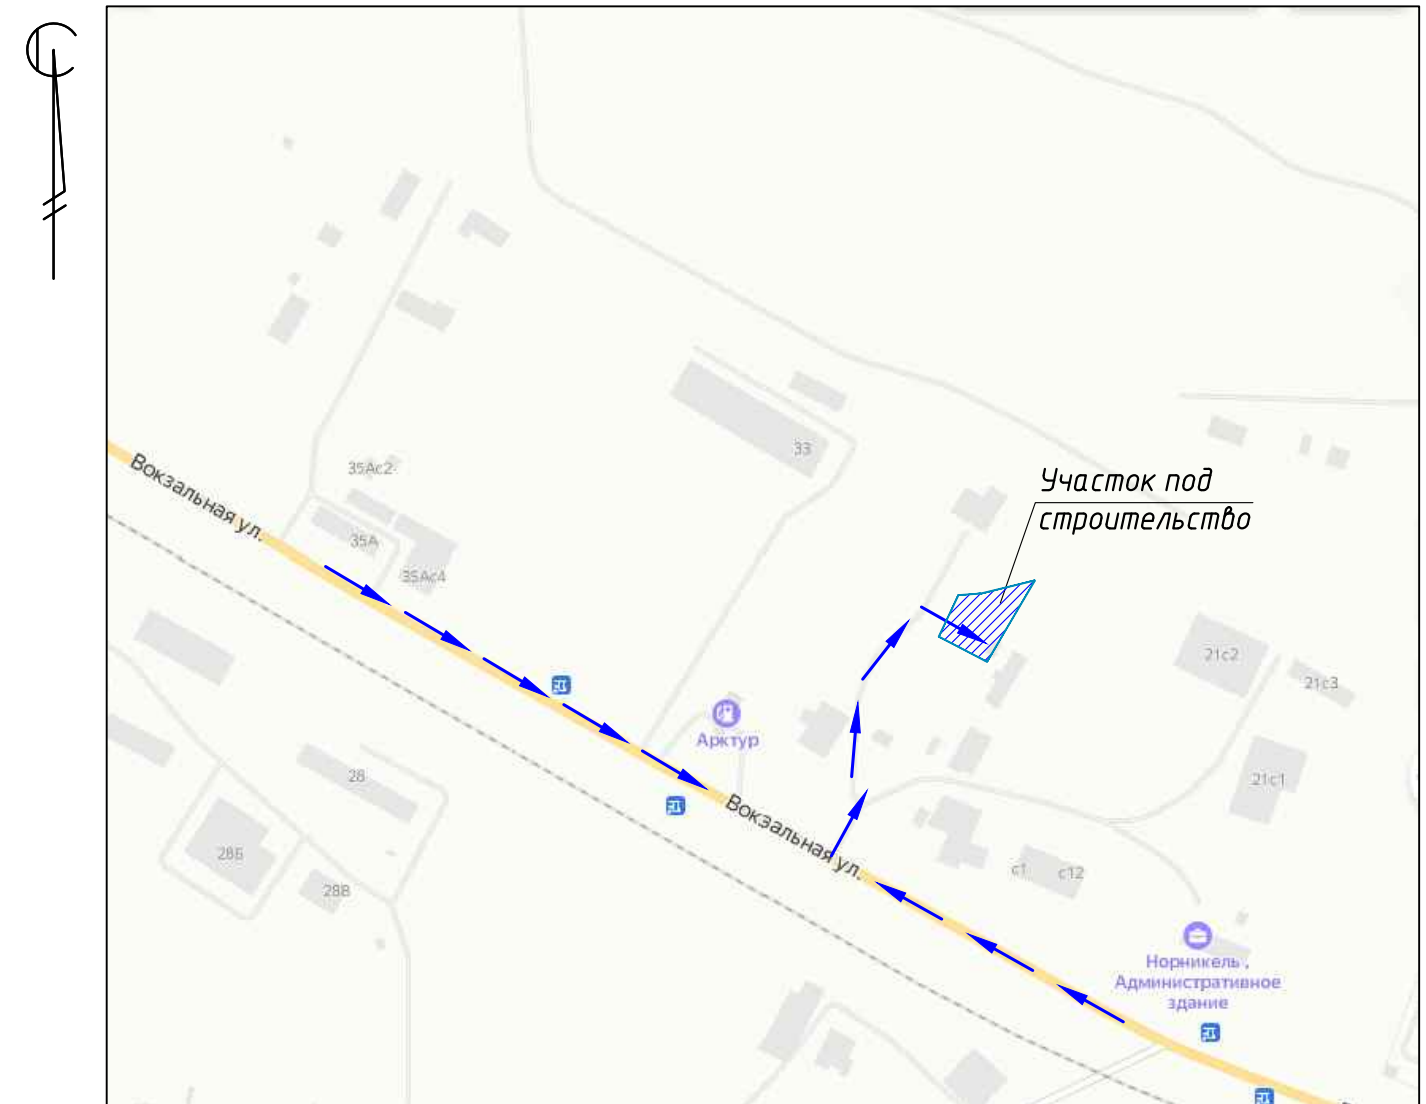 С
Участок под
строительство
Вокзальная ул.
35Ас2
35А
35Ас4
33
21с2
21с3
21с1
Арктур
Вокзальная ул.
28
28Б
28В
с1
с12
Норникель,
Административное
здание